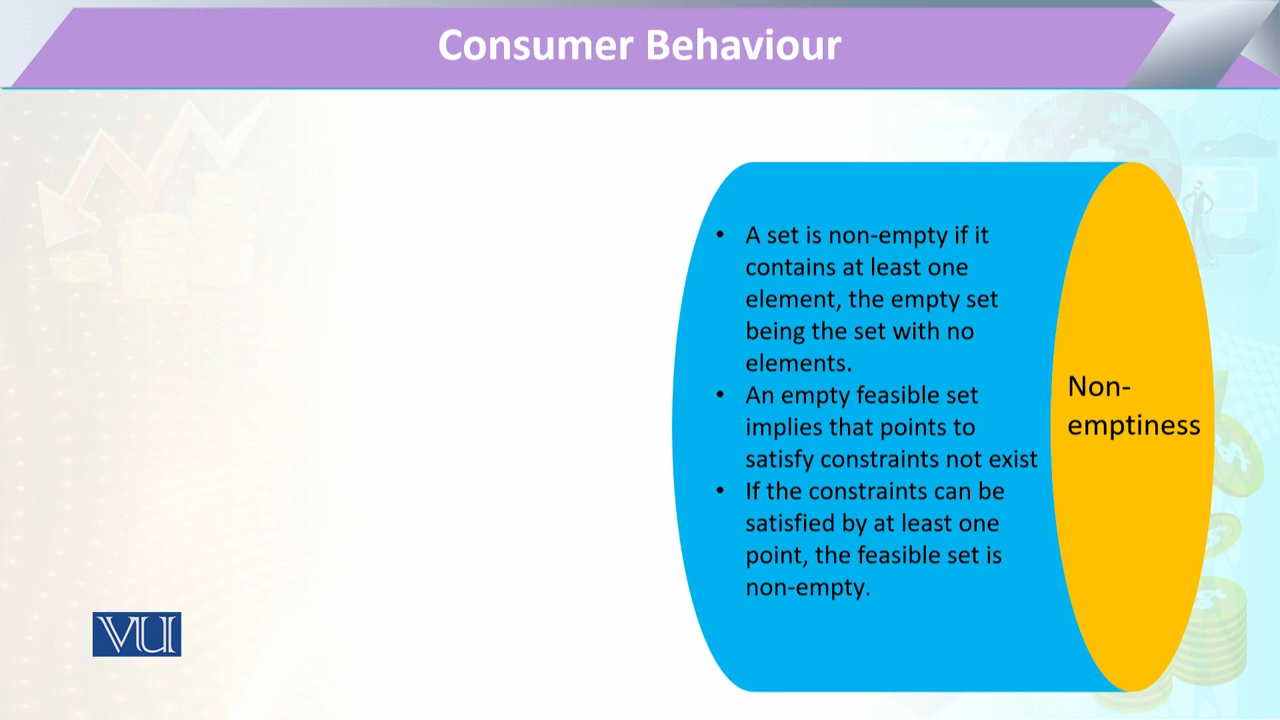 Consumer Behaviour
• A set is non-empty if it
contains at least one
element, the empty set
being the set with no
elements.
• An empty feasible set
implies that points to
satisfy constraints not exist
• If the constraints can be
satisfied by at least one
point, the feasible set is
non-empty.
Non-
emptiness
VU